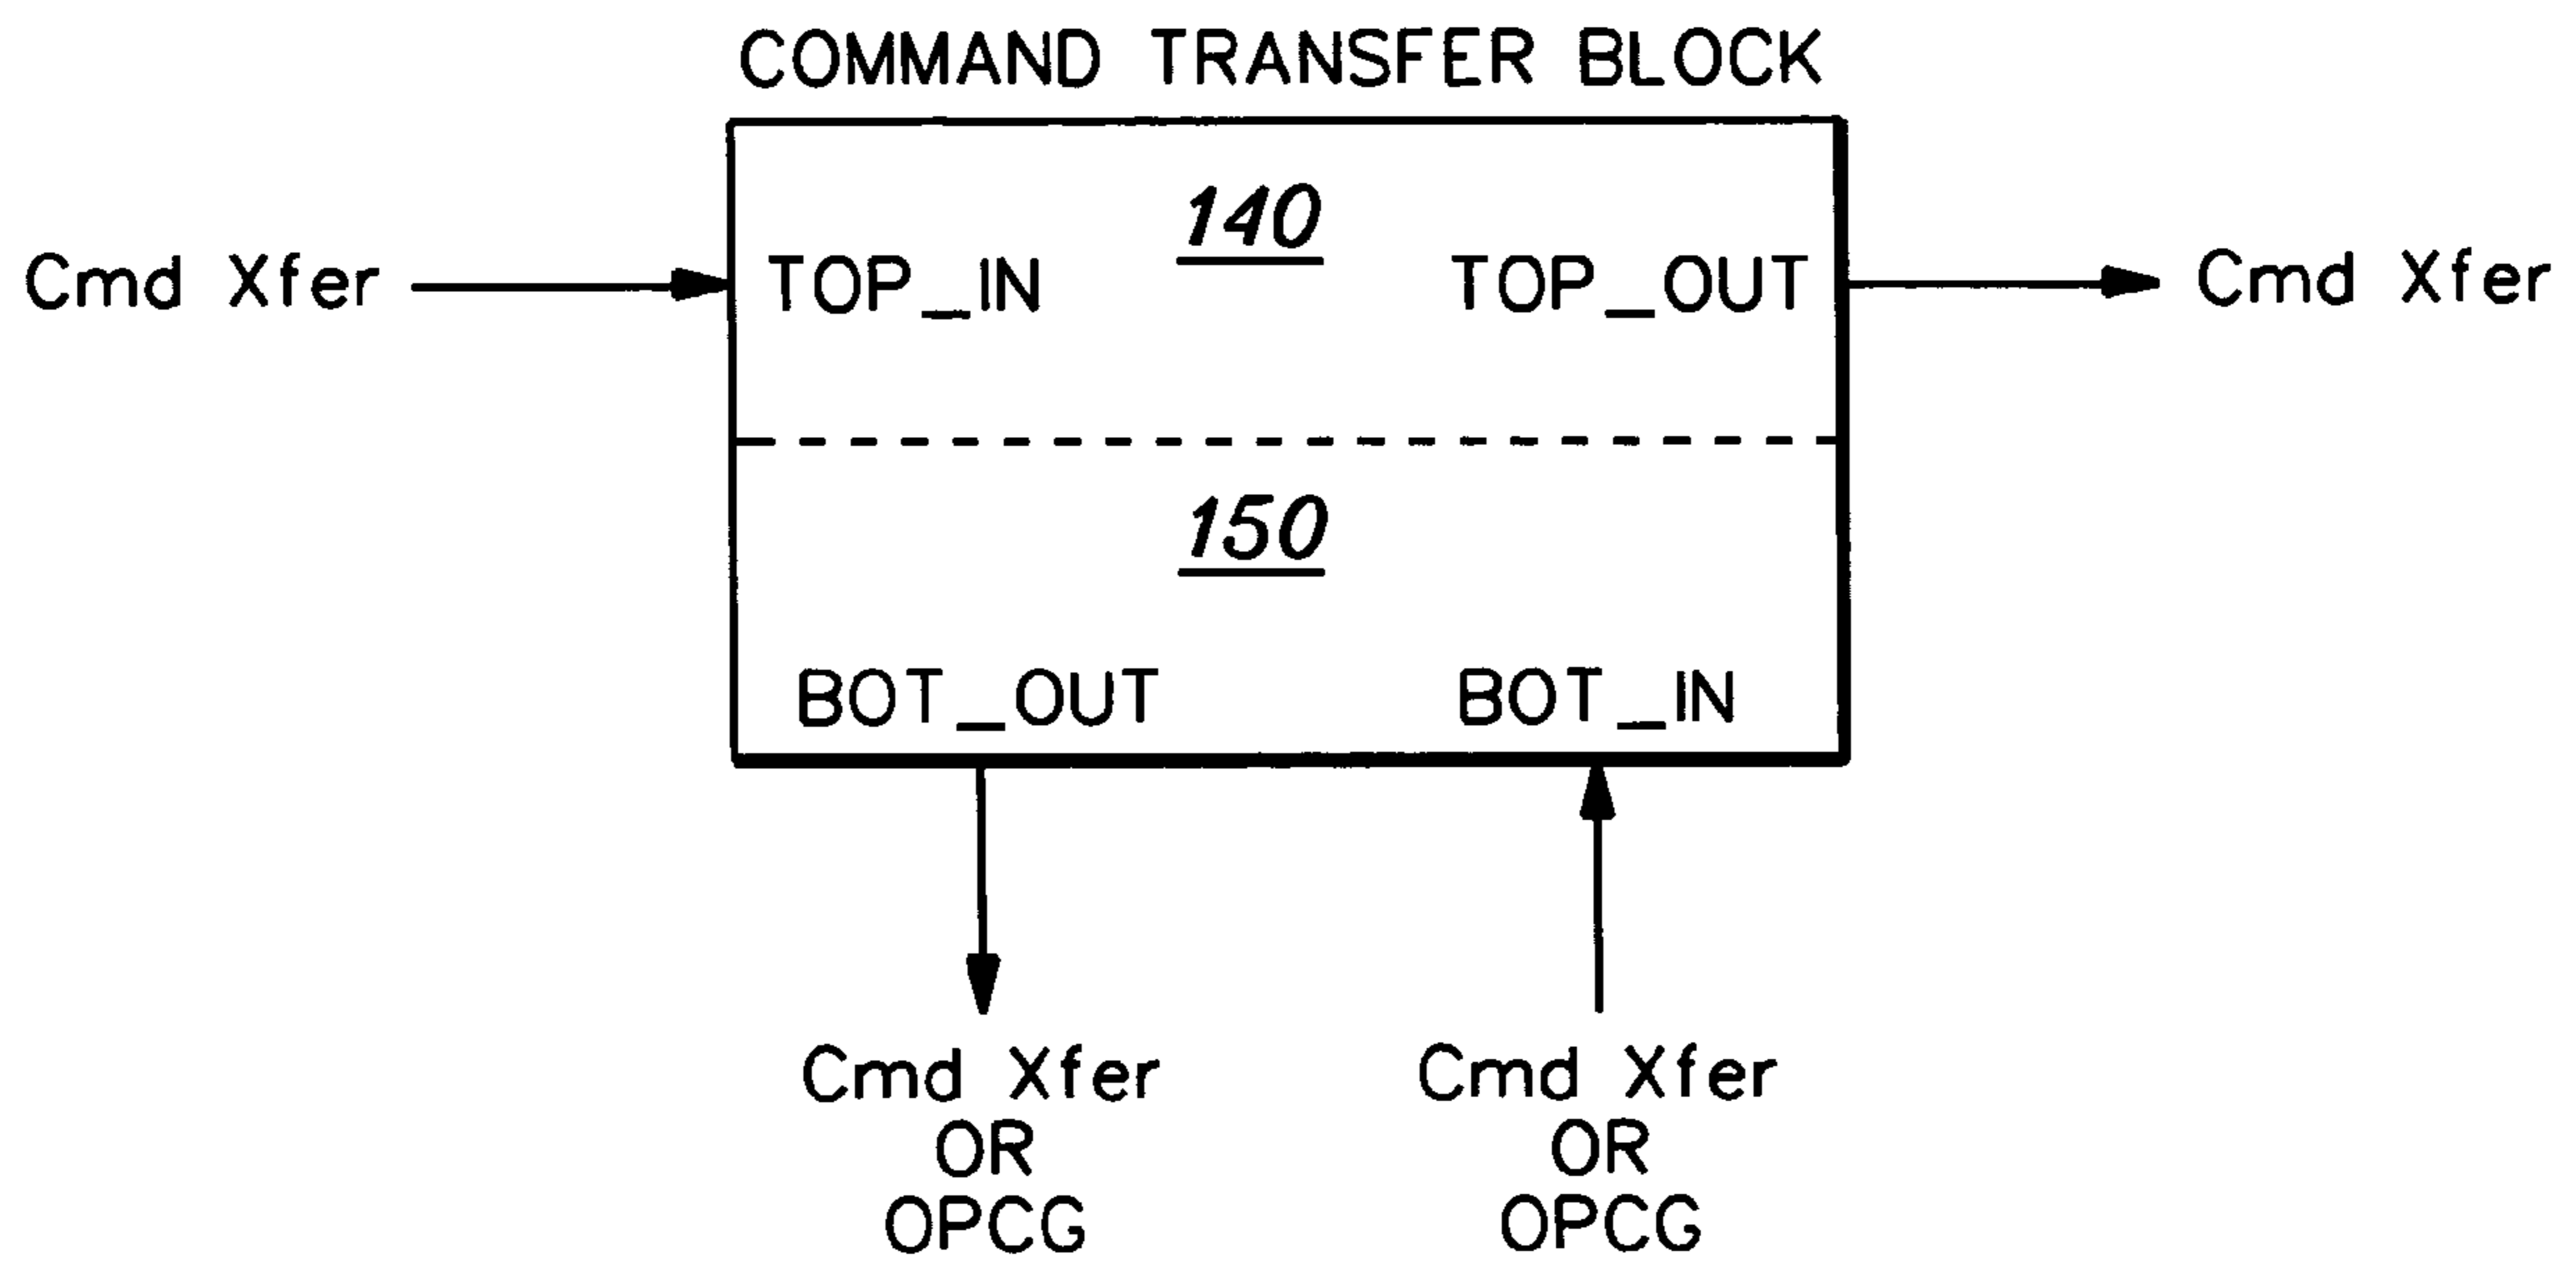 COMMAND TRANSFER BLOCK
140
Cmd Xfer
TOP_IN
TOP_OUT
Cmd Xfer
150
BOT_OUT
BOT_IN
Cmd Xfer
OR
OPCG
Cmd Xfer
OR
OPCG